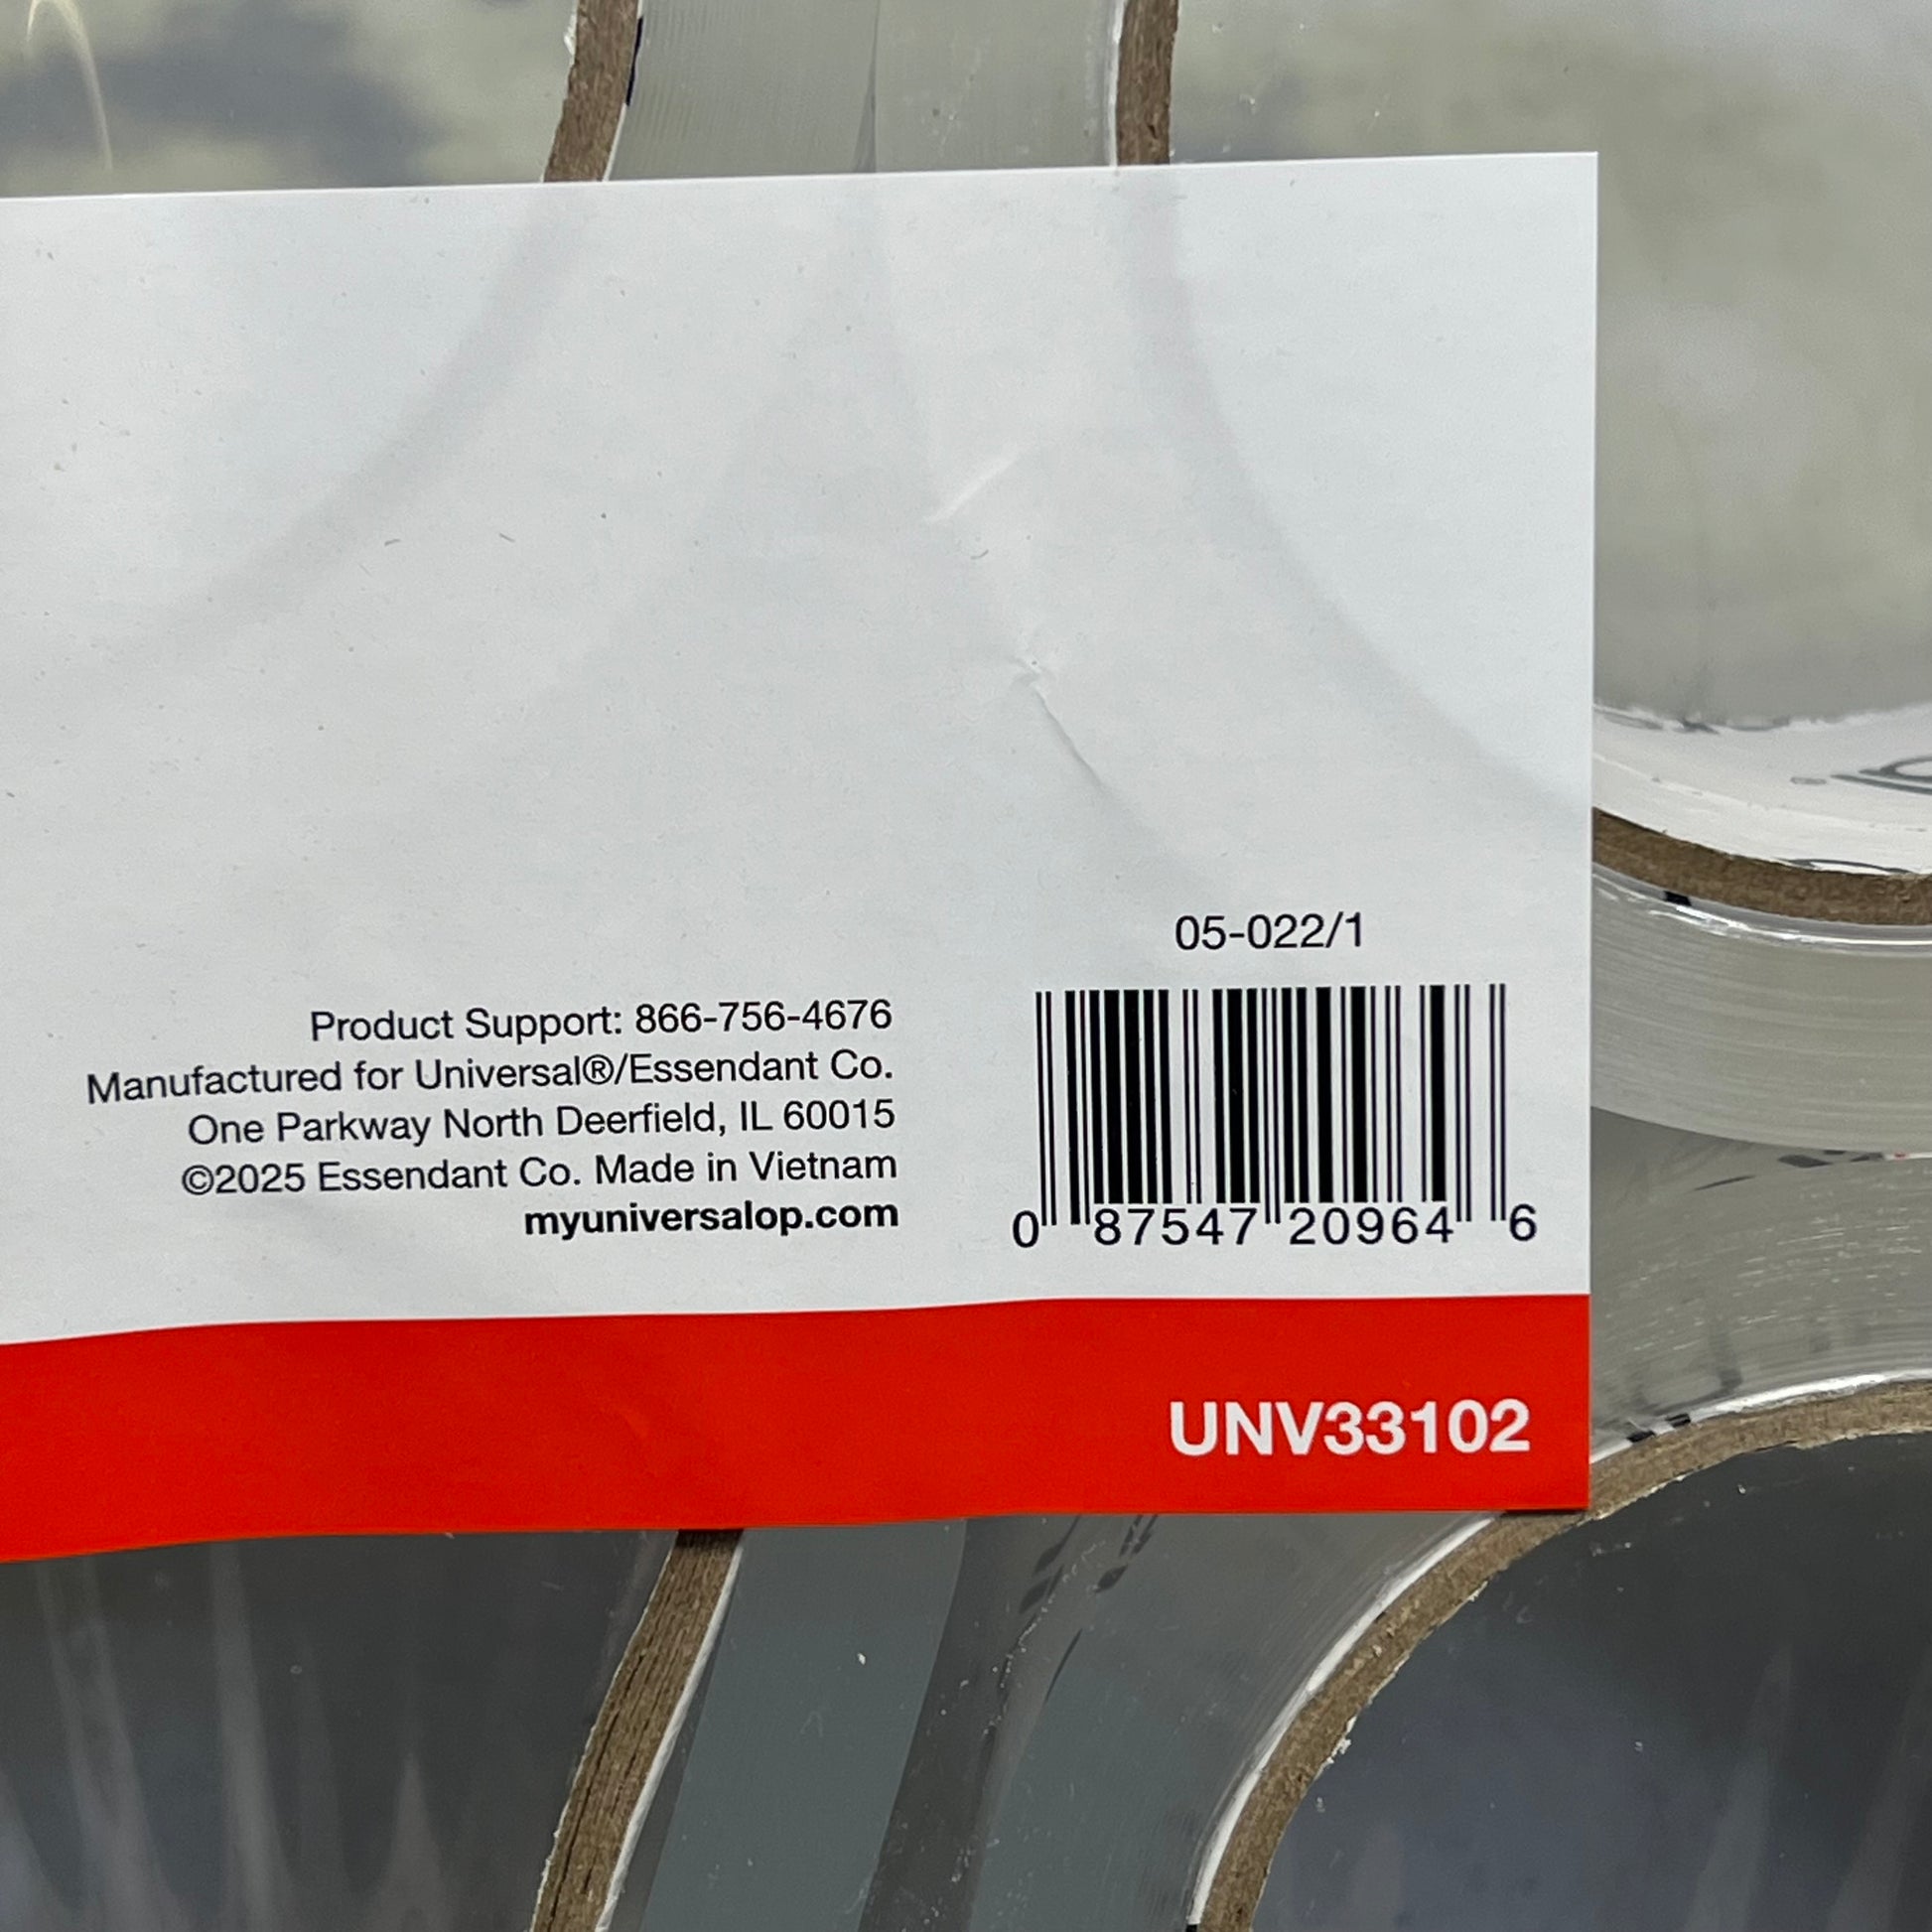 05-022/1
Product Support: 866-756-4676
Manufactured for Universal®/Essendant Co.
One Parkway North Deerfield, IL 60015
©2025 Essendant Co. Made in Vietnam
myuniversalop.com
0 87547 20964 6
UNV33102